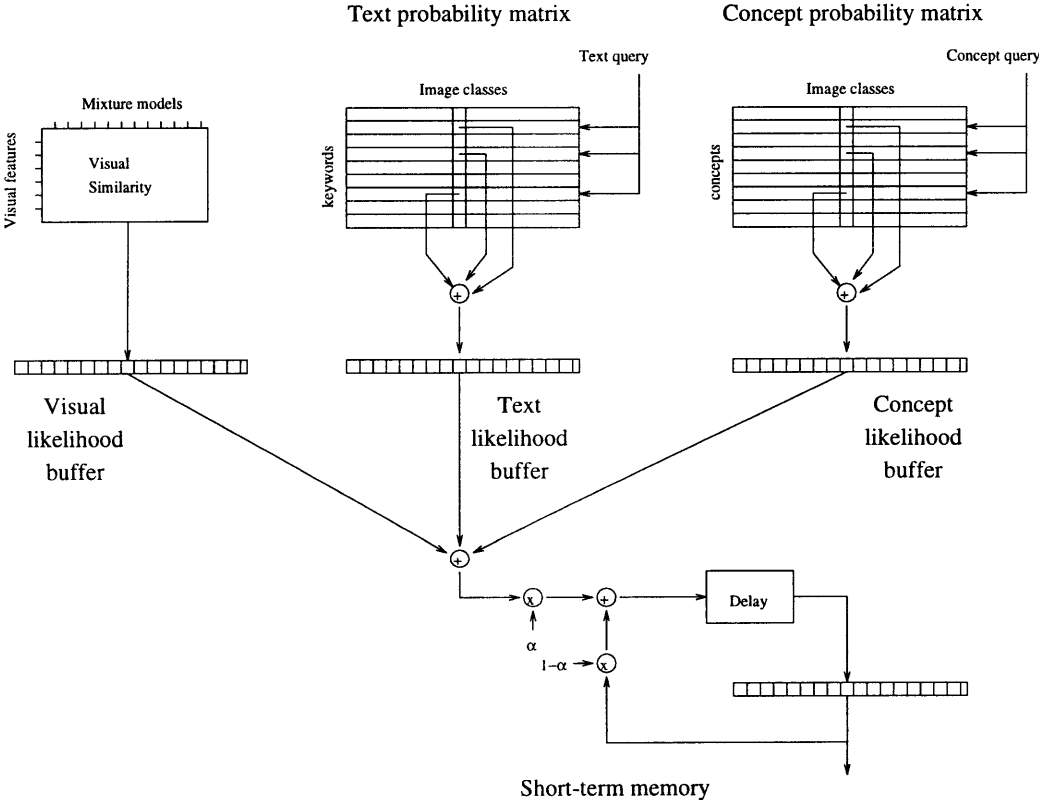 Text probability matrix
Concept probability matrix
Text query
Concept query
Mixture models
Image classes
Image classes
Visual features
Visual
Similarity
keywords
concepts
+
+
Visual
likelihood
buffer
Text
likelihood
buffer
Concept
likelihood
buffer
+
x
+
Delay
α
1−α
x
Short-term memory